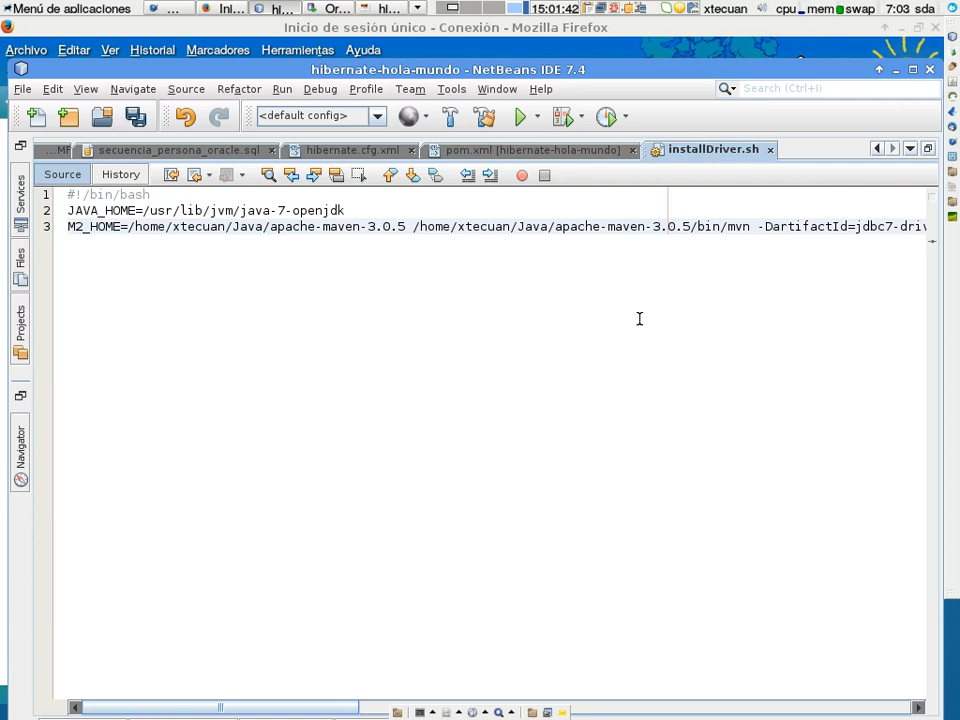 Menú de aplicaciones ... Ini... hi... Or... hi... 15:01:42 xtecuan cpu mem swap 7:03 sda
Inicio de sesión único - Conexión - Mozilla Firefox
Archivo Editar Ver Historial Marcadores Herramientas Ayuda
hibernate-hola-mundo - NetBeans IDE 7.4
File Edit View Navigate Source Refactor Run Debug Profile Team Tools Window Help Search (Ctrl+I)
<default config>
...MF secuencia_persona_oracle.sql hibernate.cfg.xml pom.xml [hibernate-hola-mundo] installDriver.sh
Source History
1 #!/bin/bash
2 JAVA_HOME=/usr/lib/jvm/java-7-openjdk
3 M2_HOME=/home/xtecuan/Java/apache-maven-3.0.5 /home/xtecuan/Java/apache-maven-3.0.5/bin/mvn -DartifactId=jdbc7-driv
Services
Files
Projects
Navigator